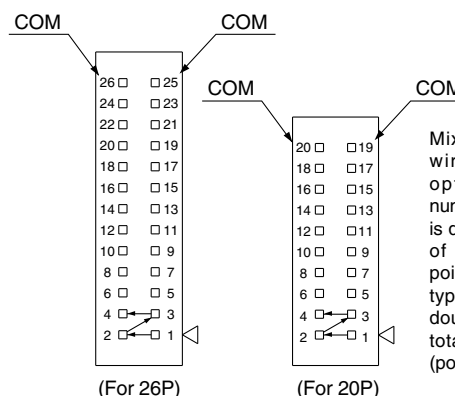 COM COM
26 25
24 23
22 21
20 19
18 17
16 15
14 13
12 11
10 9
8 7
6 5
4 3
2 1
(For 26P)
COM COM
20 19
18 17
16 15
14 13
12 11
10 9
8 7
6 5
4 3
2 1
(For 20P)
Mix
wir
opt
nur
is d
of
poi
typ
dou
tota
(po